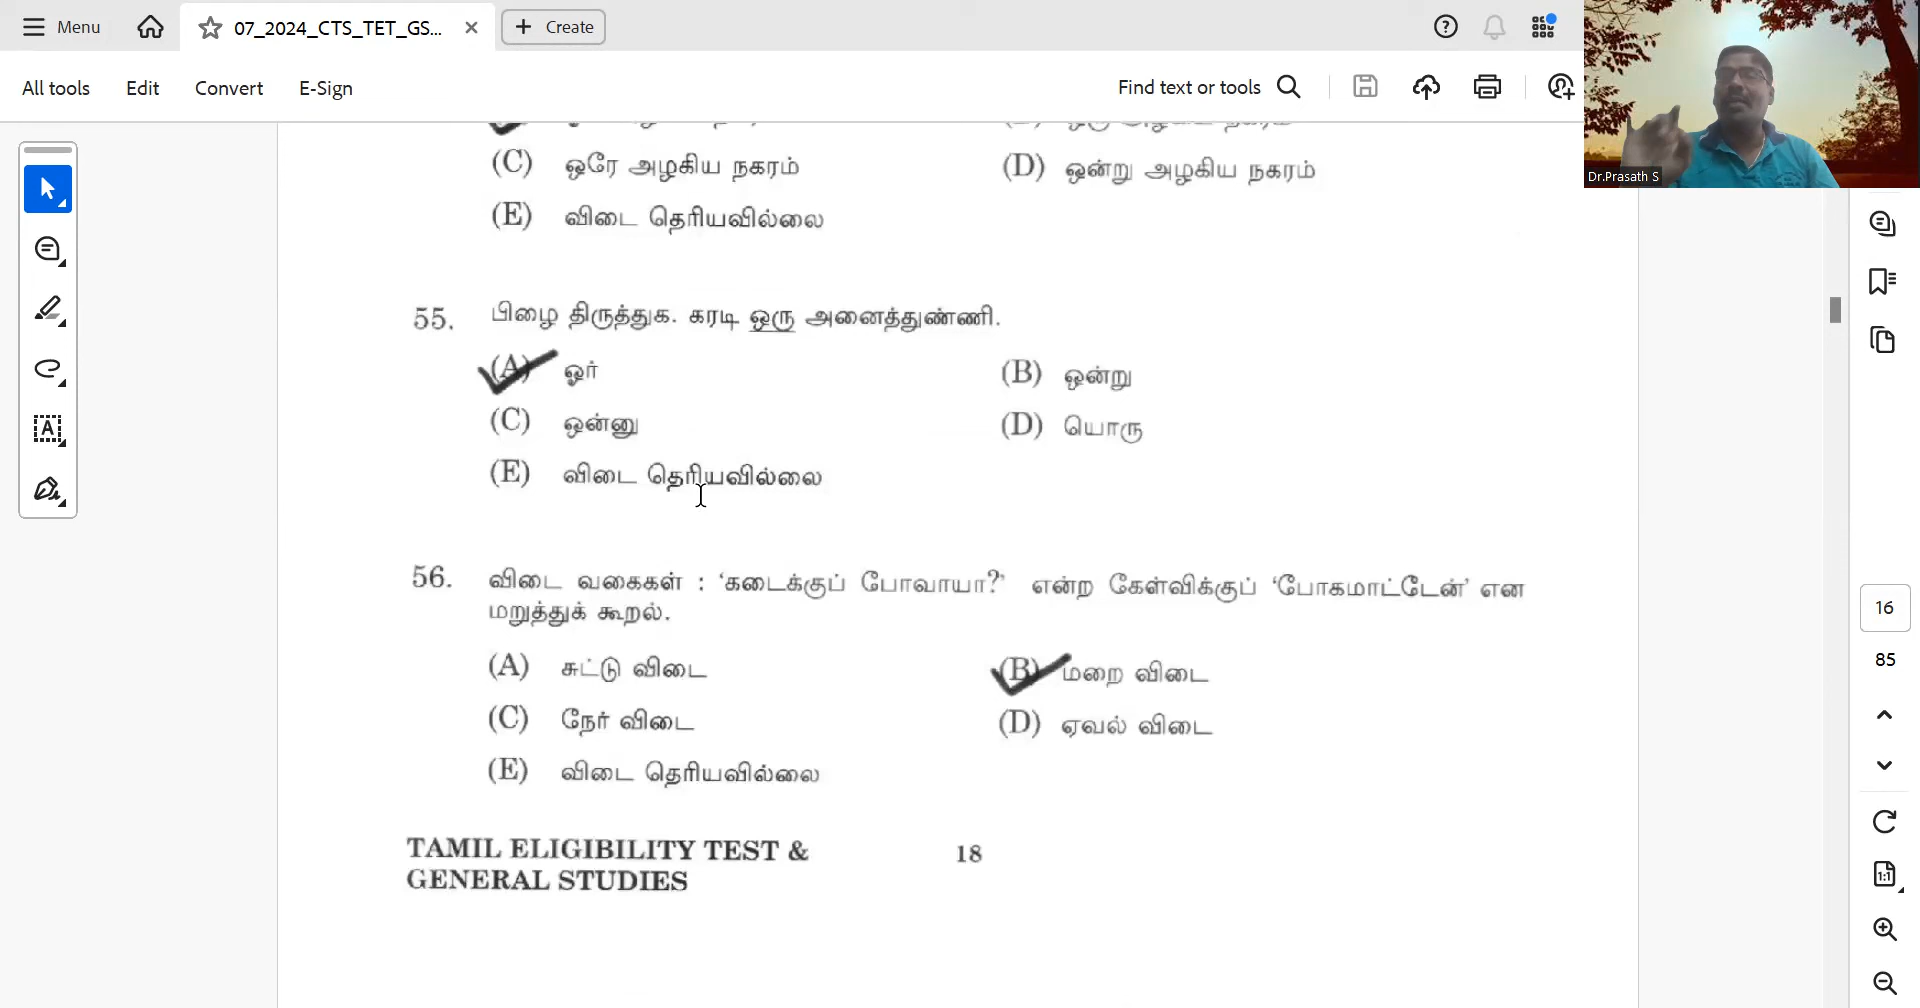 Menu
07_2024_CTS_TET_GS...
Create
All tools
Edit
Convert
E-Sign
Find text or tools
Dr.Prasath S
(C) ஒரே அழகிய நகரம்
(D) ஒன்று அழகிய நகரம்
(E) விடை தெரியவில்லை
55. பிழை திருத்துக. கரடி ஒரு அனைத்துண்ணி.
(A) ஓர்
(B) ஒன்று
(C) ஒன்னு
(D) யொரு
(E) விடை தெரியவில்லை
56. விடை வகைகள் : ‘கடைக்குப் போவாயா?’ என்ற கேள்விக்குப் ‘போகமாட்டேன்’ என
மறுத்துக் கூறல்.
(A) சுட்டு விடை
(B) மறை விடை
(C) நேர் விடை
(D) ஏவல் விடை
(E) விடை தெரியவில்லை
TAMIL ELIGIBILITY TEST &
GENERAL STUDIES
18
16
85